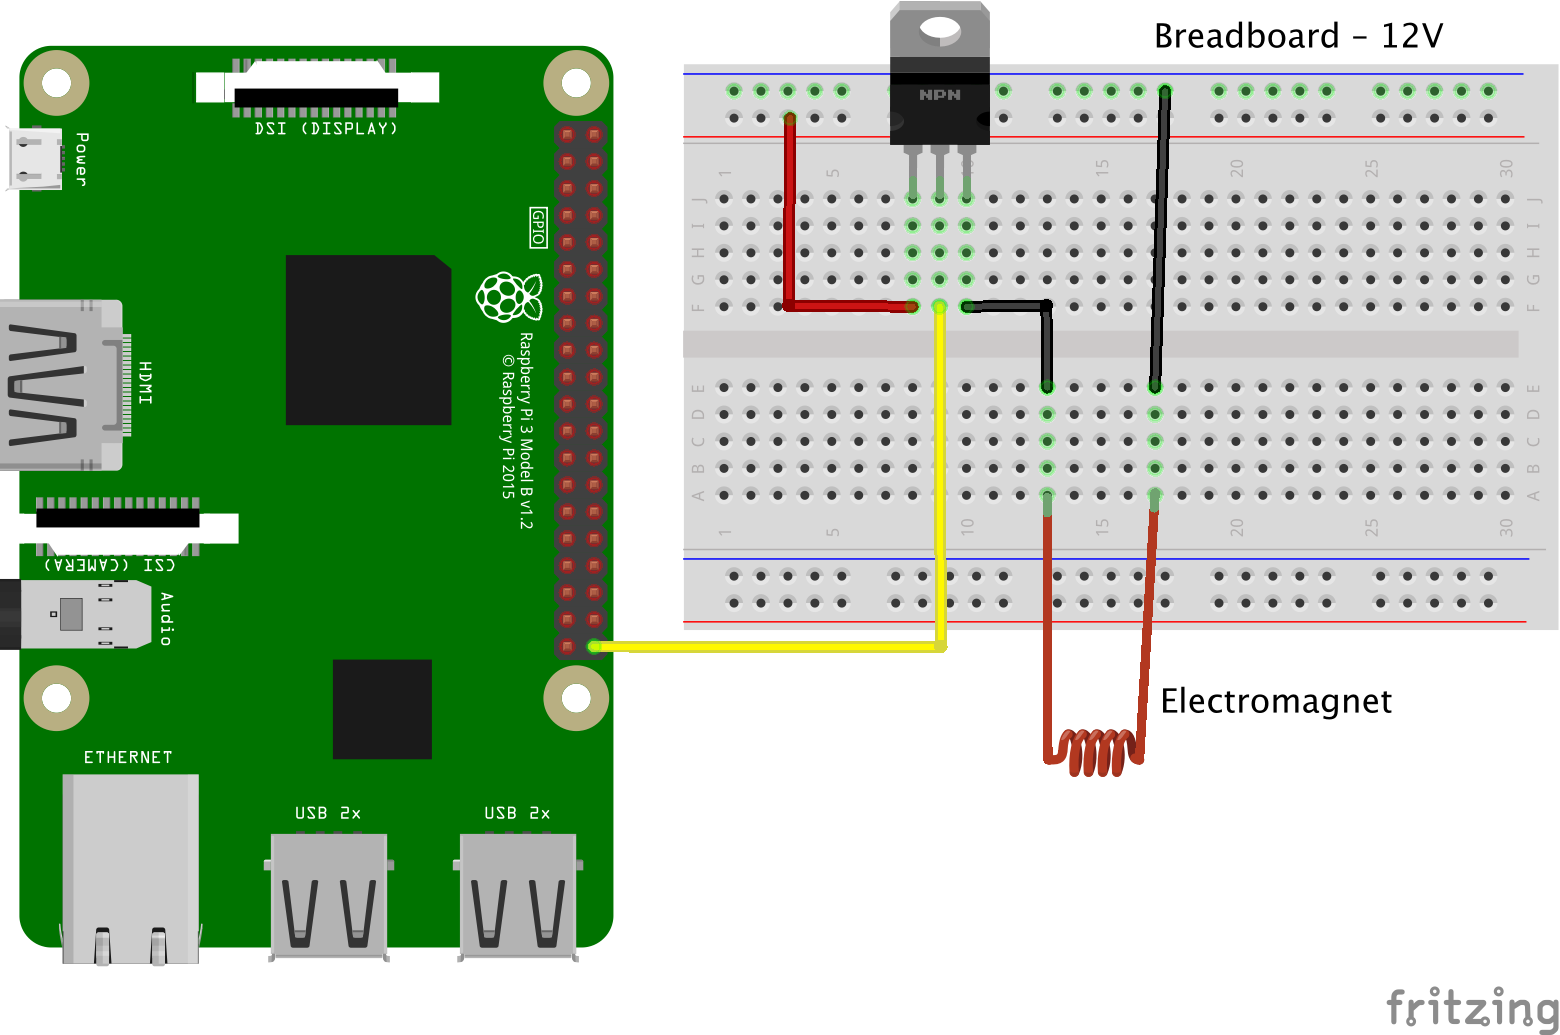 Breadboard – 12V
NPN
DSI (DISPLAY)
Power
GPIO
HDMI
Raspberry Pi 3 Model B v1.2
© Raspberry Pi 2015
CSI (CAMERA)
Audio
ETHERNET
USB 2x
USB 2x
1 5 10 15 20 25 30
J J
I I
H H
G G
F F
E E
D D
C C
B B
A A
1 5 10 15 20 25 30
Electromagnet
fritzing